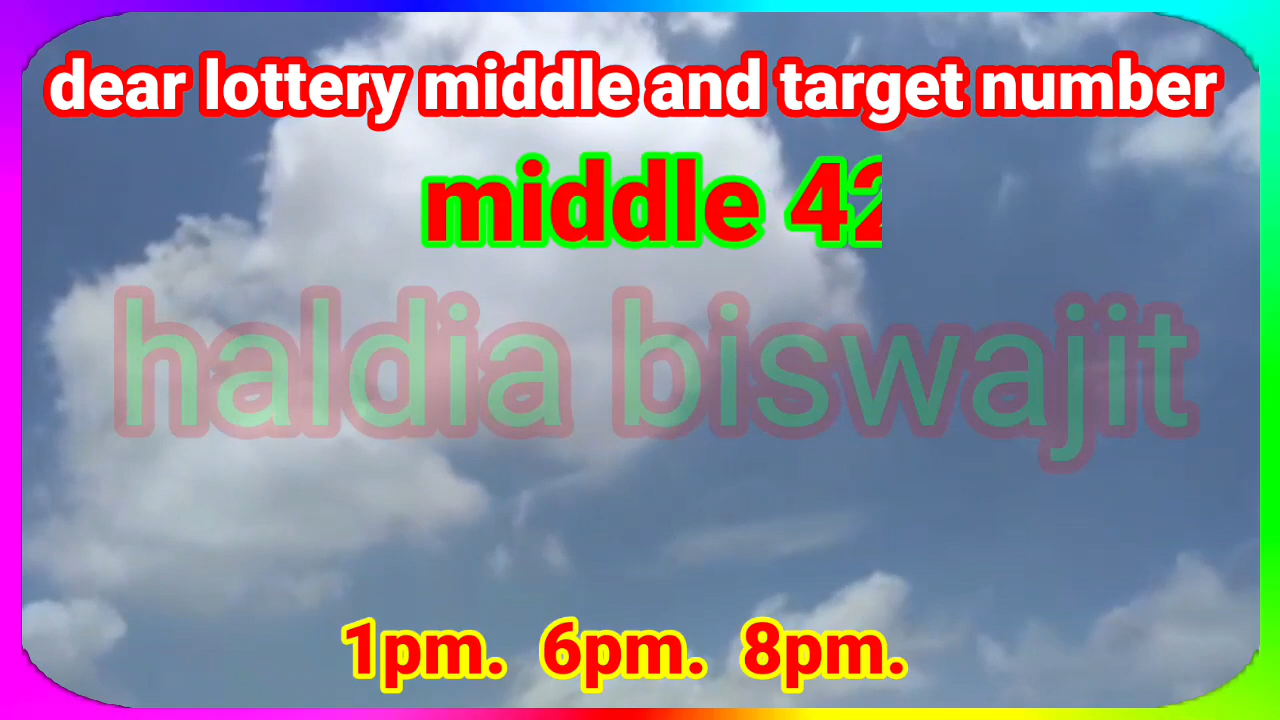 dear lottery middle and target number
middle 42
haldia biswajit
1pm. 6pm. 8pm.